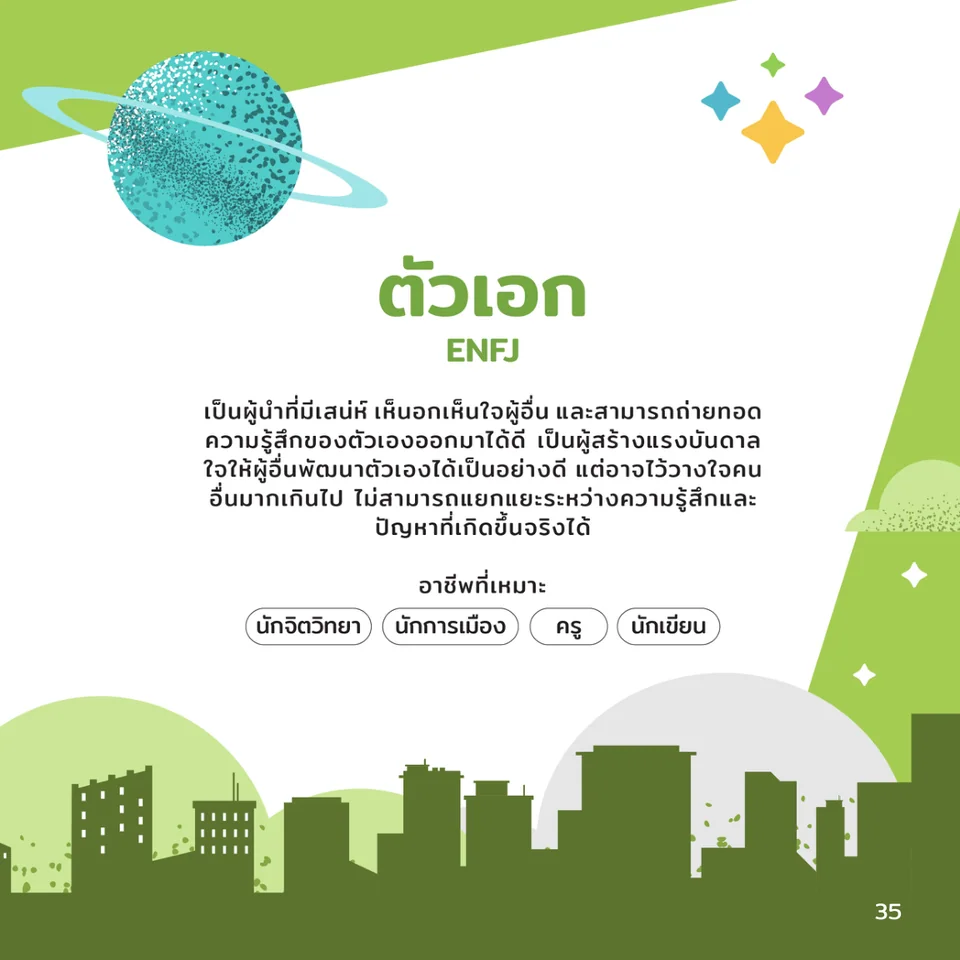 ตัวเอก
ENFJ
เป็นผู้นำที่มีเสน่ห์ เห็นอกเห็นใจผู้อื่น และสามารถถ่ายทอด
ความรู้สึกของตัวเองออกมาได้ดี เป็นผู้สร้างแรงบันดาล
ใจให้ผู้อื่นพัฒนาตัวเองได้เป็นอย่างดี แต่อาจไว้วางใจคน
อื่นมากเกินไป ไม่สามารถแยกแยะระหว่างความรู้สึกและ
ปัญหาที่เกิดขึ้นจริงได้
อาชีพที่เหมาะ
นักจิตวิทยา นักการเมือง ครู นักเขียน
35